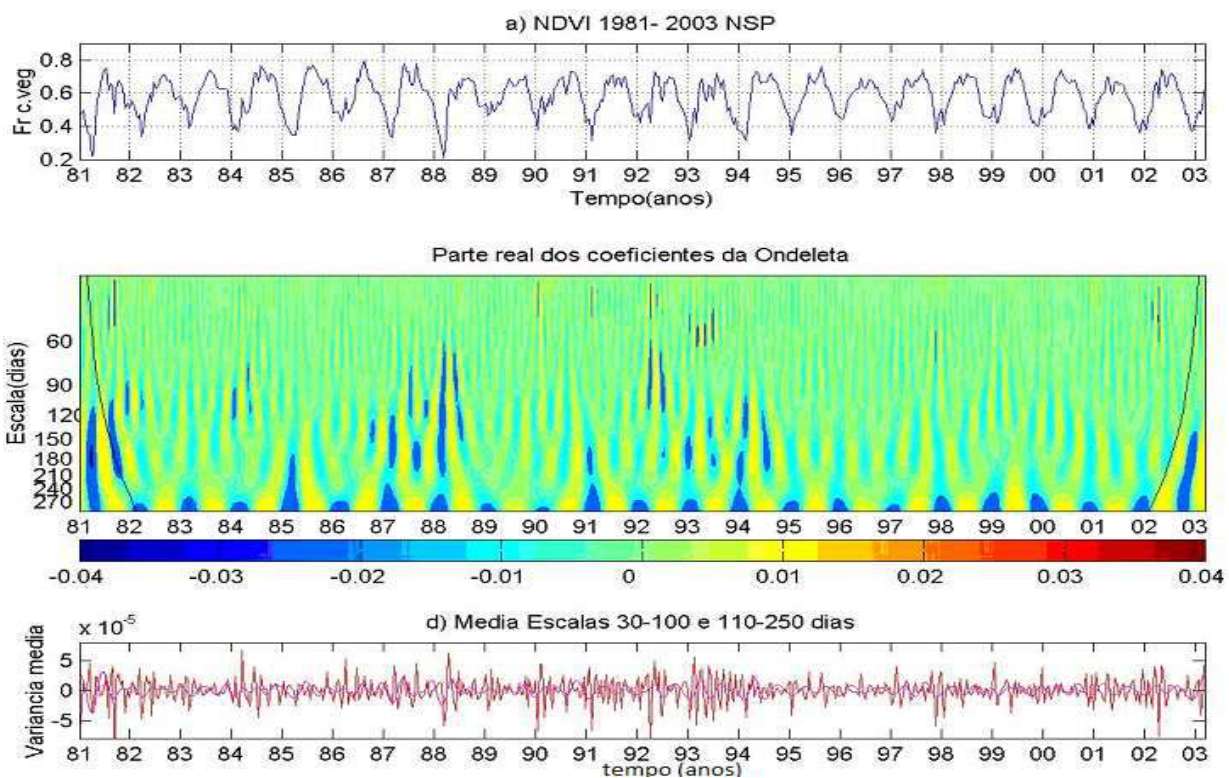 a) NDVI 1981- 2003 NSP
Fr c.veg
0.8
0.6
0.4
0.2
81 82 83 84 85 86 87 88 89 90 91 92 93 94 95 96 97 98 99 00 01 02 03
Tempo(anos)
Parte real dos coeficientes da Ondeleta
Escala(dias)
60
90
120
150
180
210
240
270
81 82 83 84 85 86 87 88 89 90 91 92 93 94 95 96 97 98 99 00 01 02 03
-0.04 -0.03 -0.02 -0.01 0 0.01 0.02 0.03 0.04
x 10⁻⁵
d) Media Escalas 30-100 e 110-250 dias
Variancia media
5
0
-5
81 82 83 84 85 86 87 88 89 90 91 92 93 94 95 96 97 98 99 00 01 02 03
tempo (anos)